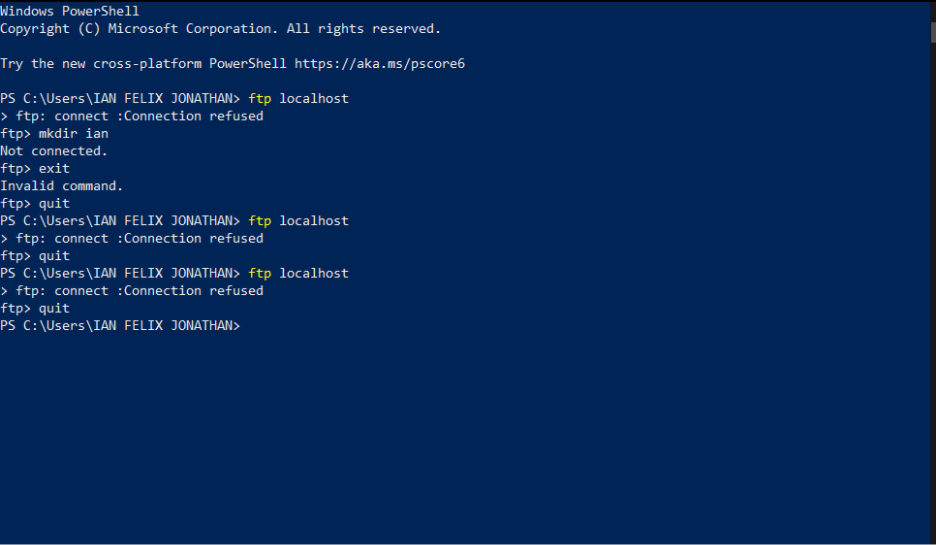 Windows PowerShell
Copyright (C) Microsoft Corporation. All rights reserved.
Try the new cross-platform PowerShell https://aka.ms/pscore6
PS C:\Users\IAN FELIX JONATHAN> ftp localhost
> ftp: connect :Connection refused
ftp> mkdir ian
Not connected.
ftp> exit
Invalid command.
ftp> quit
PS C:\Users\IAN FELIX JONATHAN> ftp localhost
> ftp: connect :Connection refused
ftp> quit
PS C:\Users\IAN FELIX JONATHAN> ftp localhost
> ftp: connect :Connection refused
ftp> quit
PS C:\Users\IAN FELIX JONATHAN>